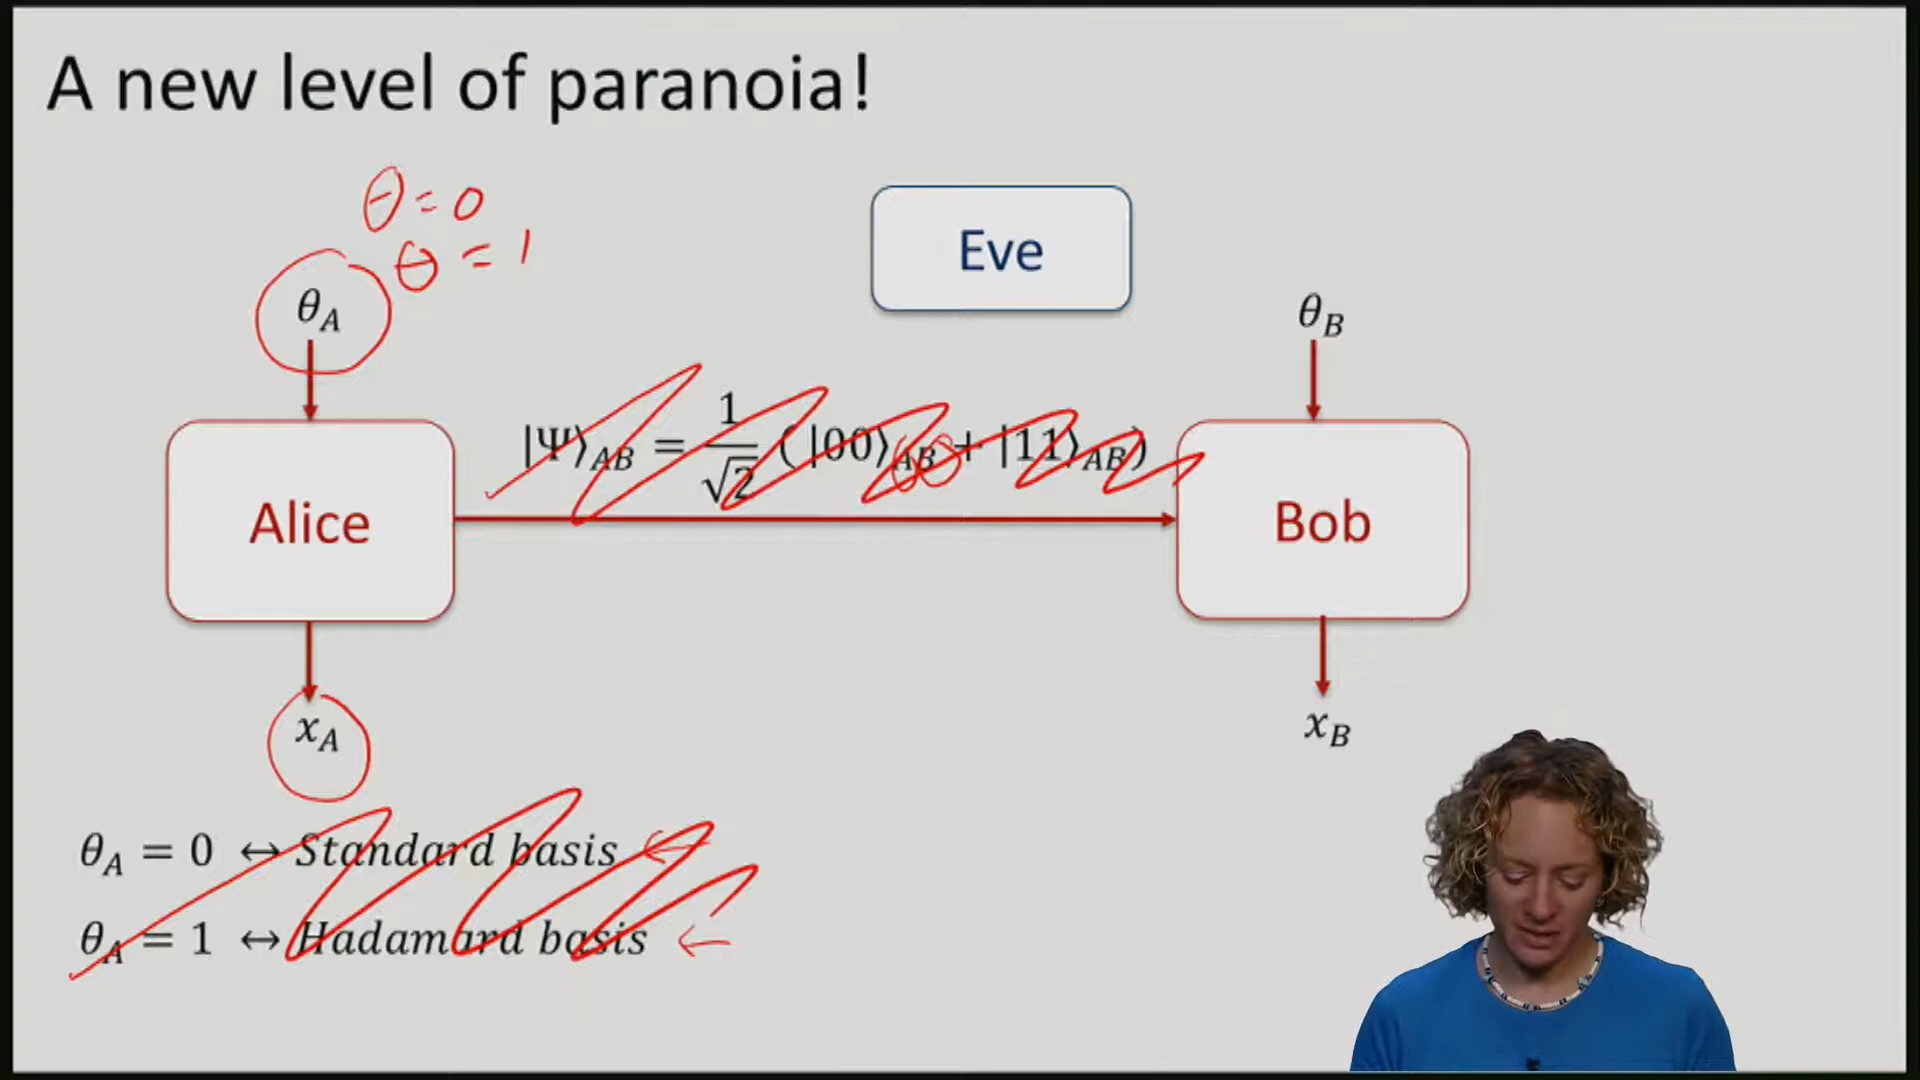 A new level of paranoia!
θ = 0
θ = 1
Eve
θ_A
θ_B
|Ψ⟩_AB = 1/√2 ( |00⟩_AB + |11⟩_AB )
Alice
Bob
x_A
x_B
θ_A = 0 ↔ Standard basis ←
θ_A = 1 ↔ Hadamard basis ←